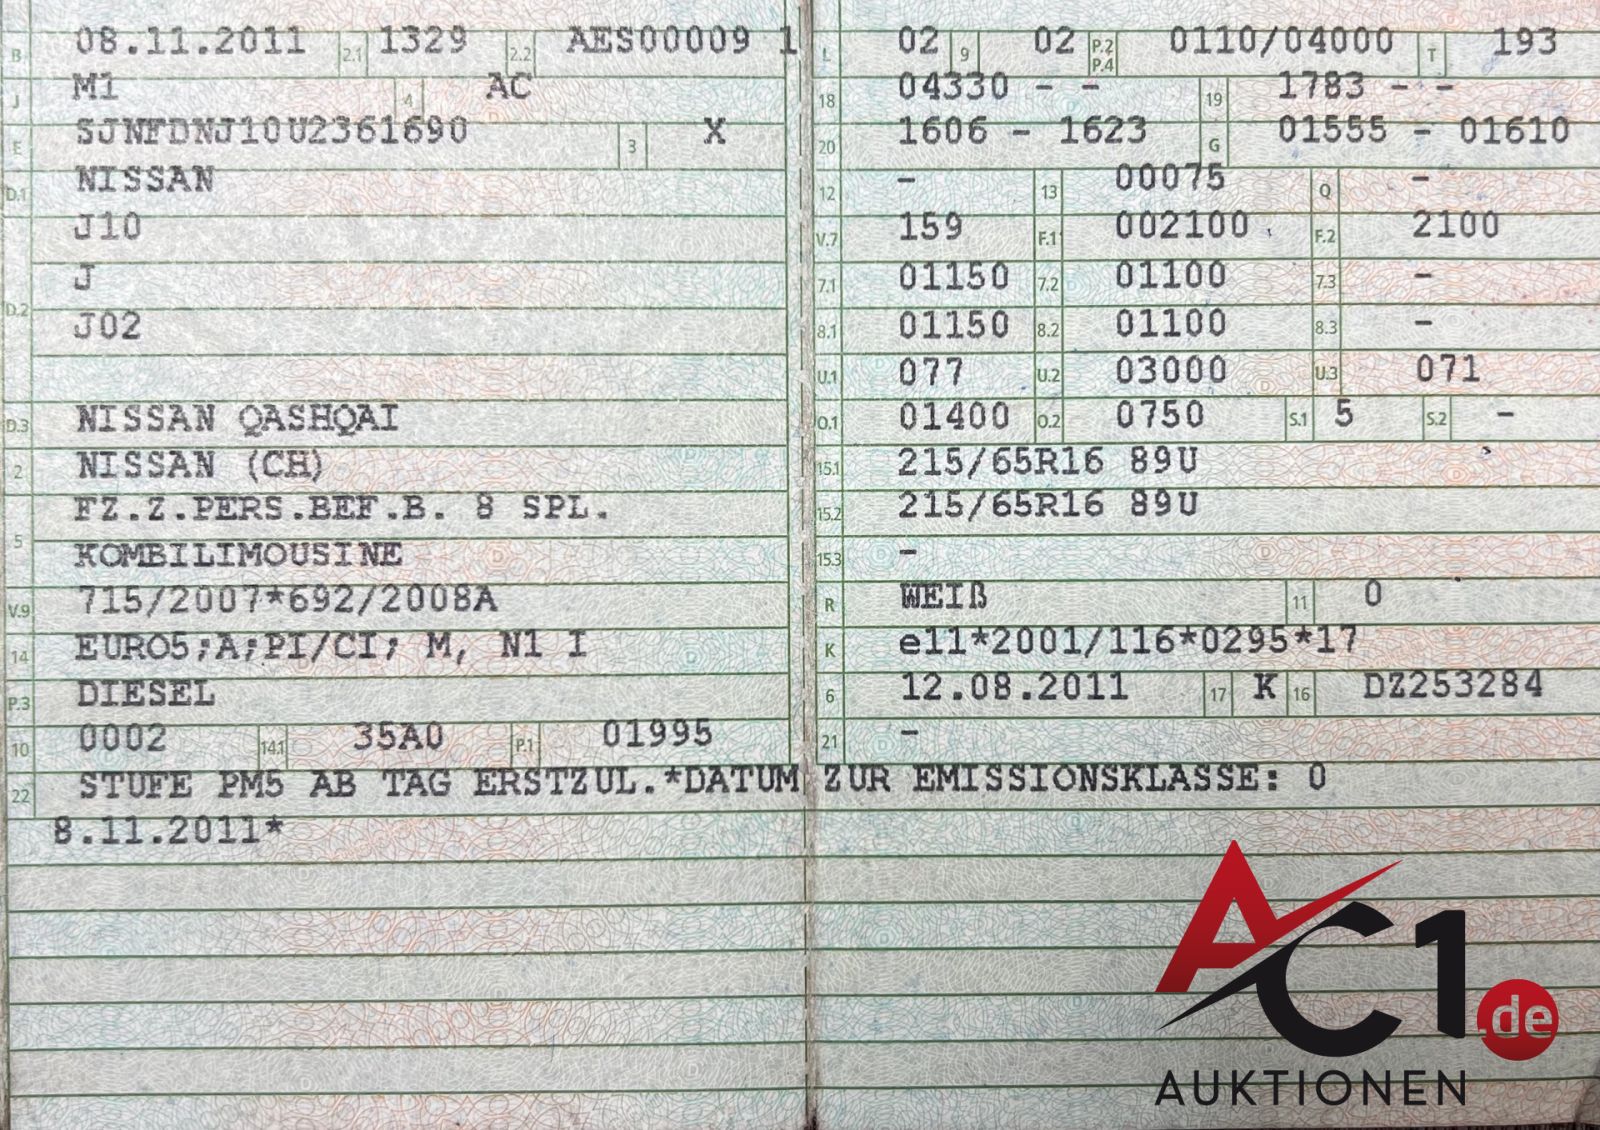 B 08.11.2011 2.1 1329 2.2 AES00009 1
J M1 4 AC
E SJNFDNJ10U2361690 3 X
D.1 NISSAN
J10
D.2 J
J02
D.3 NISSAN QASHQAI
2 NISSAN (CH)
5 FZ.Z.PERS.BEF.B. 8 SPL.
KOMBILIMOUSINE
V.9 715/2007*692/2008A
14 EURO5;A;PI/CI; M, N1 I
P.3 DIESEL
10 0002 14.1 35A0 P.1 01995
L 02 9 02 P.2 P.4 0110/04000 T 193
18 04330 - - 19 1783 - -
20 1606 - 1623 G 01555 - 01610
12 - 13 00075 Q -
V.7 159 F.1 002100 F.2 2100
7.1 01150 7.2 01100 7.3 -
8.1 01150 8.2 01100 8.3 -
U.1 077 U.2 03000 U.3 071
O.1 01400 O.2 0750 S.1 5 S.2 -
15.1 215/65R16 89U
15.2 215/65R16 89U
15.3 -
R WEIß 11 0
K e11*2001/116*0295*17
6 12.08.2011 17 K 16 DZ253284
21 -
22 STUFE PM5 AB TAG ERSTZUL.*DATUM ZUR EMISSIONSKLASSE: 0
8.11.2011*
AC1.de
AUKTIONEN